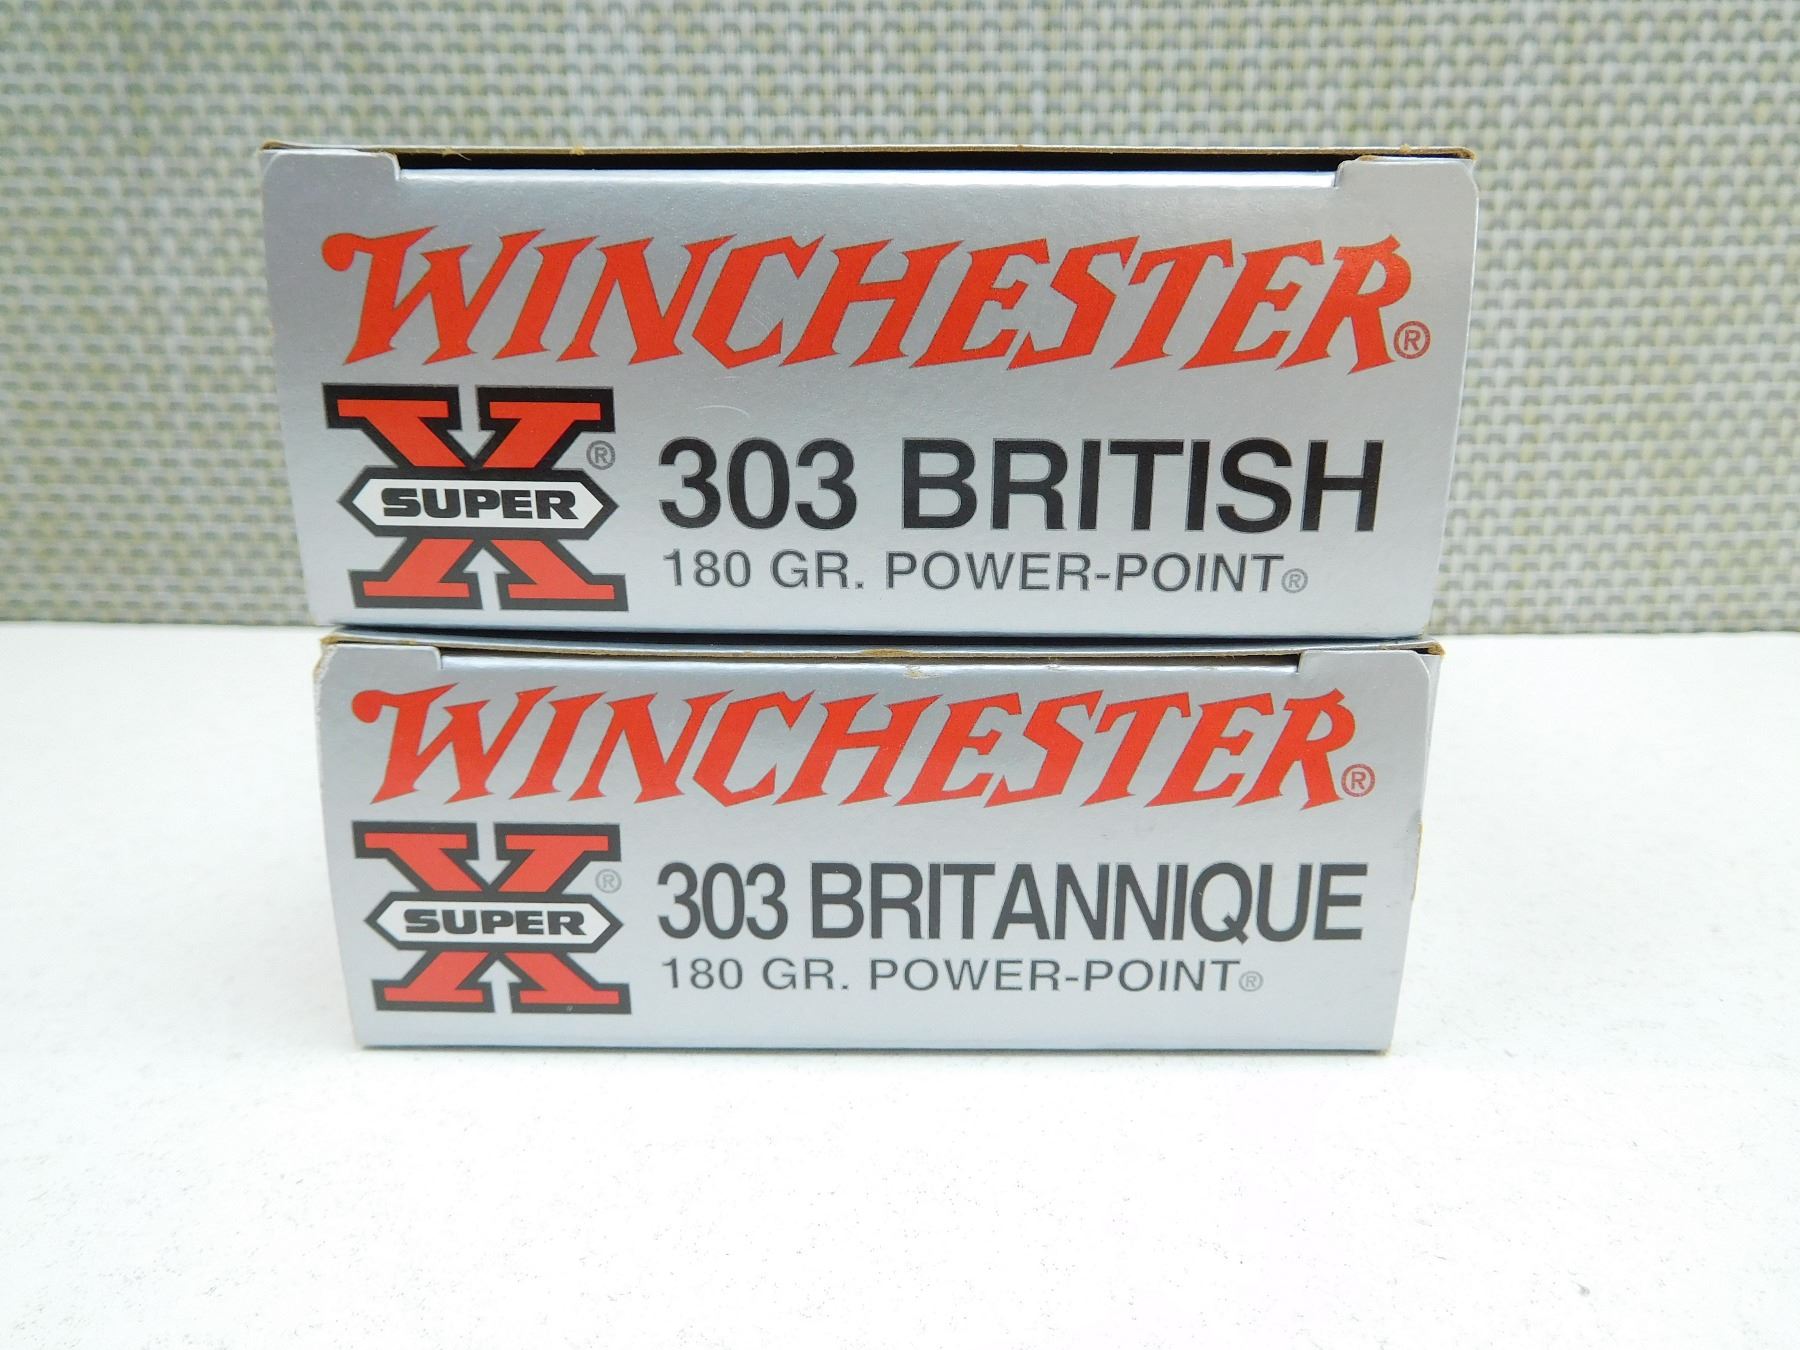 WINCHESTER®
X SUPER ®
303 BRITISH
180 GR. POWER-POINT®
WINCHESTER®
X SUPER ®
303 BRITANNIQUE
180 GR. POWER-POINT®